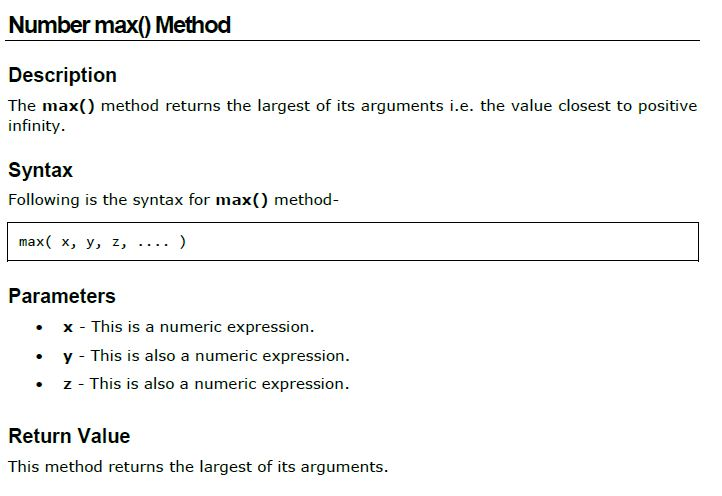 Number max() Method
Description
The max() method returns the largest of its arguments i.e. the value closest to positive
infinity.
Syntax
Following is the syntax for max() method-
max( x, y, z, .... )
Parameters
• x - This is a numeric expression.
• y - This is also a numeric expression.
• z - This is also a numeric expression.
Return Value
This method returns the largest of its arguments.